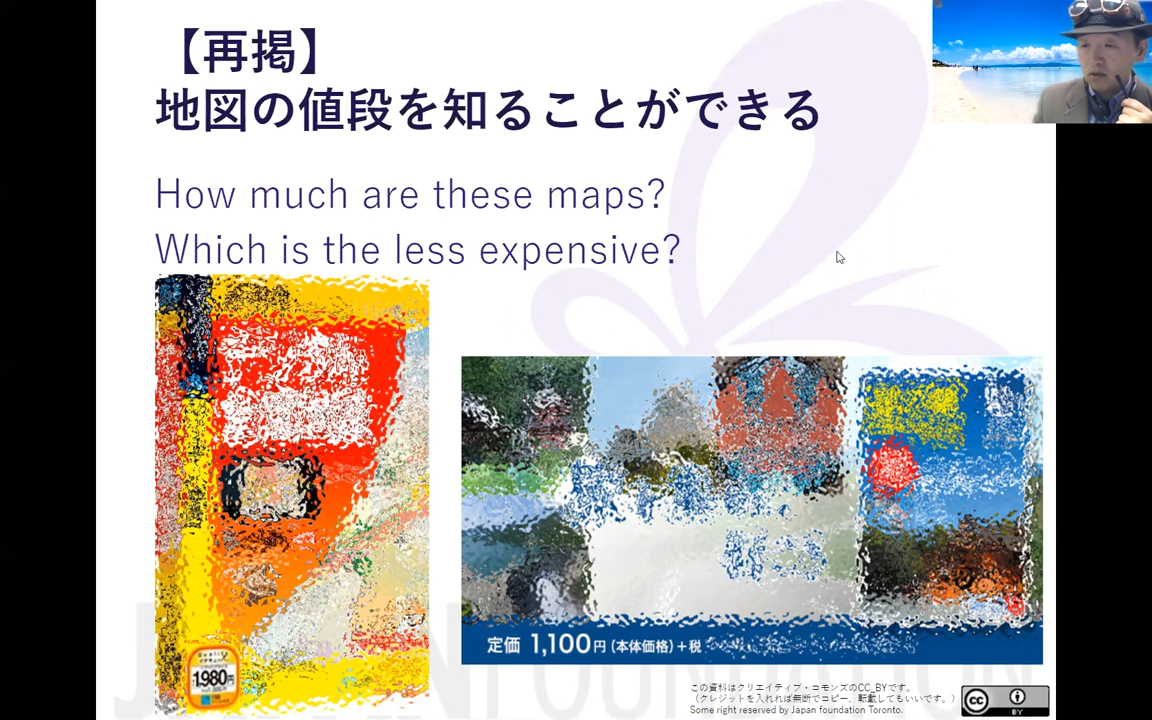 【再掲】
地図の値段を知ることができる
How much are these maps?
Which is the less expensive?
定価 1,100円(本体価格)+税
1,980円
JAPAN FOUNDATION
この資料はクリエイティブ・コモンズのCC_BYです。
(クレジットを入れれば無断でコピー、転載してもいいです。)
Some right reserved by Japan foundation Toronto.
cc
BY